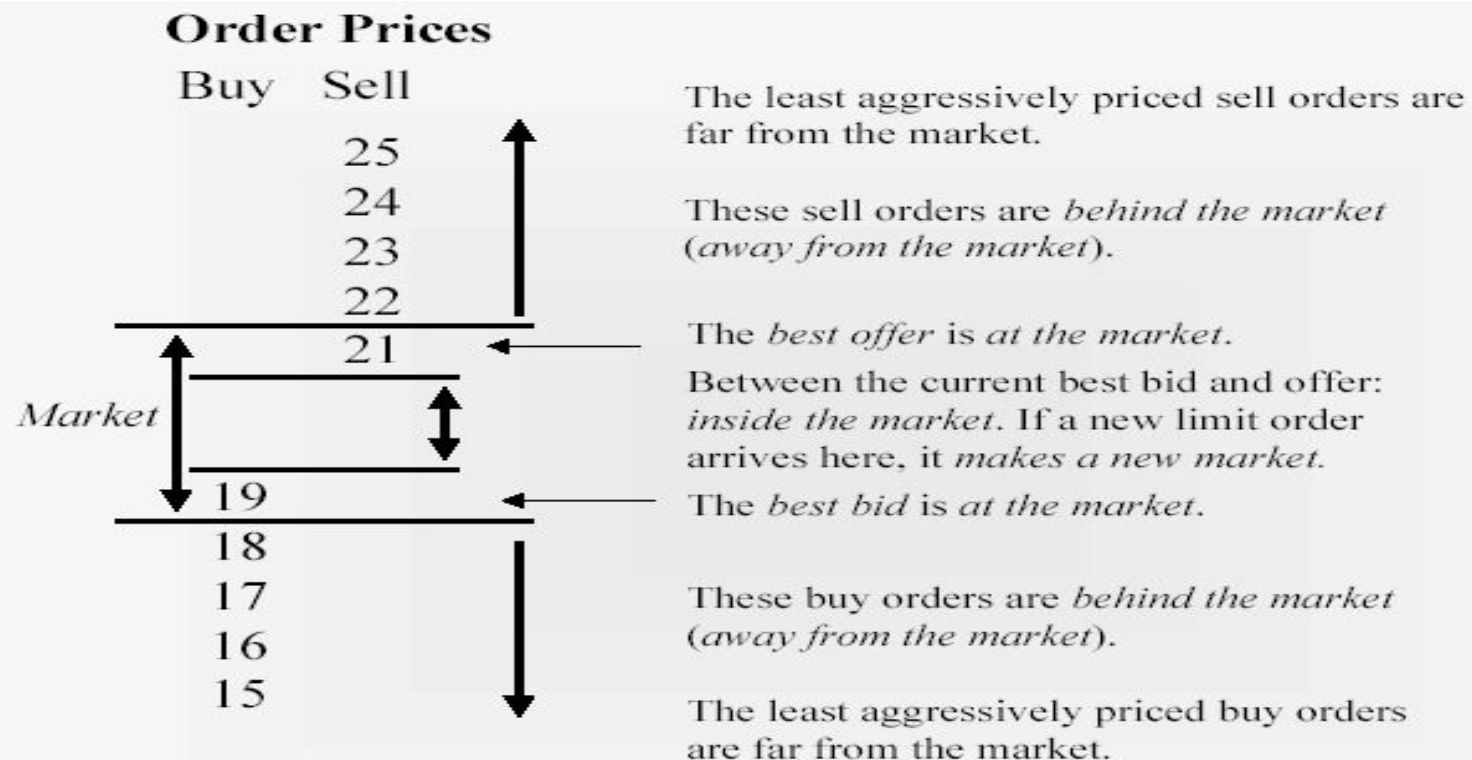 Order Prices
Buy Sell
The least aggressively priced sell orders are
far from the market.
25
24
These sell orders are behind the market
(away from the market).
23
22
The best offer is at the market.
21
Between the current best bid and offer:
inside the market. If a new limit order
arrives here, it makes a new market.
Market
19
The best bid is at the market.
18
17
These buy orders are behind the market
(away from the market).
16
15
The least aggressively priced buy orders
are far from the market.